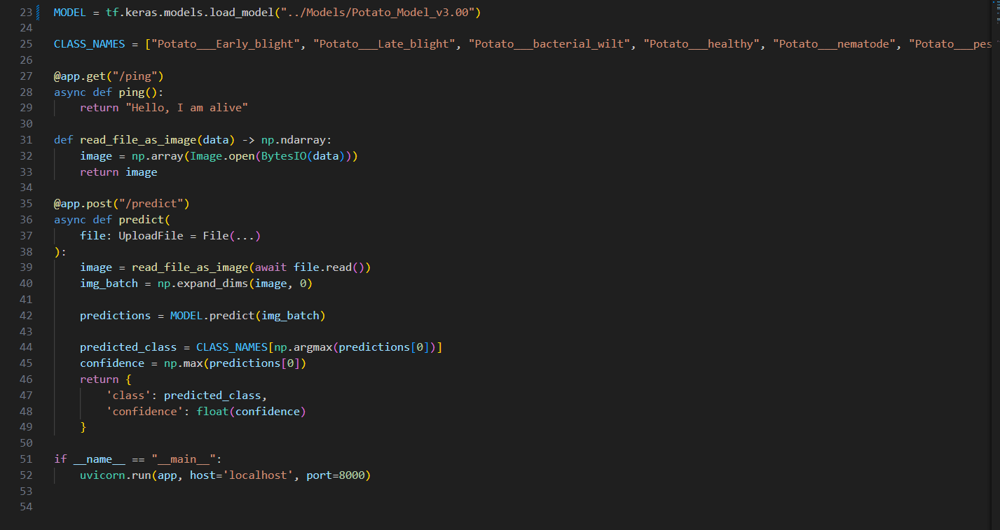 23 MODEL = tf.keras.models.load_model("../Models/Potato_Model_v3.00")
24
25 CLASS_NAMES = ["Potato___Early_blight", "Potato___Late_blight", "Potato___bacterial_wilt", "Potato___healthy", "Potato___nematode", "Potato___pes
26
27 @app.get("/ping")
28 async def ping():
29     return "Hello, I am alive"
30
31 def read_file_as_image(data) -> np.ndarray:
32     image = np.array(Image.open(BytesIO(data)))
33     return image
34
35 @app.post("/predict")
36 async def predict(
37     file: UploadFile = File(...)
38 ):
39     image = read_file_as_image(await file.read())
40     img_batch = np.expand_dims(image, 0)
41
42     predictions = MODEL.predict(img_batch)
43
44     predicted_class = CLASS_NAMES[np.argmax(predictions[0])]
45     confidence = np.max(predictions[0])
46     return {
47         'class': predicted_class,
48         'confidence': float(confidence)
49     }
50
51 if __name__ == "__main__":
52     uvicorn.run(app, host='localhost', port=8000)
53
54